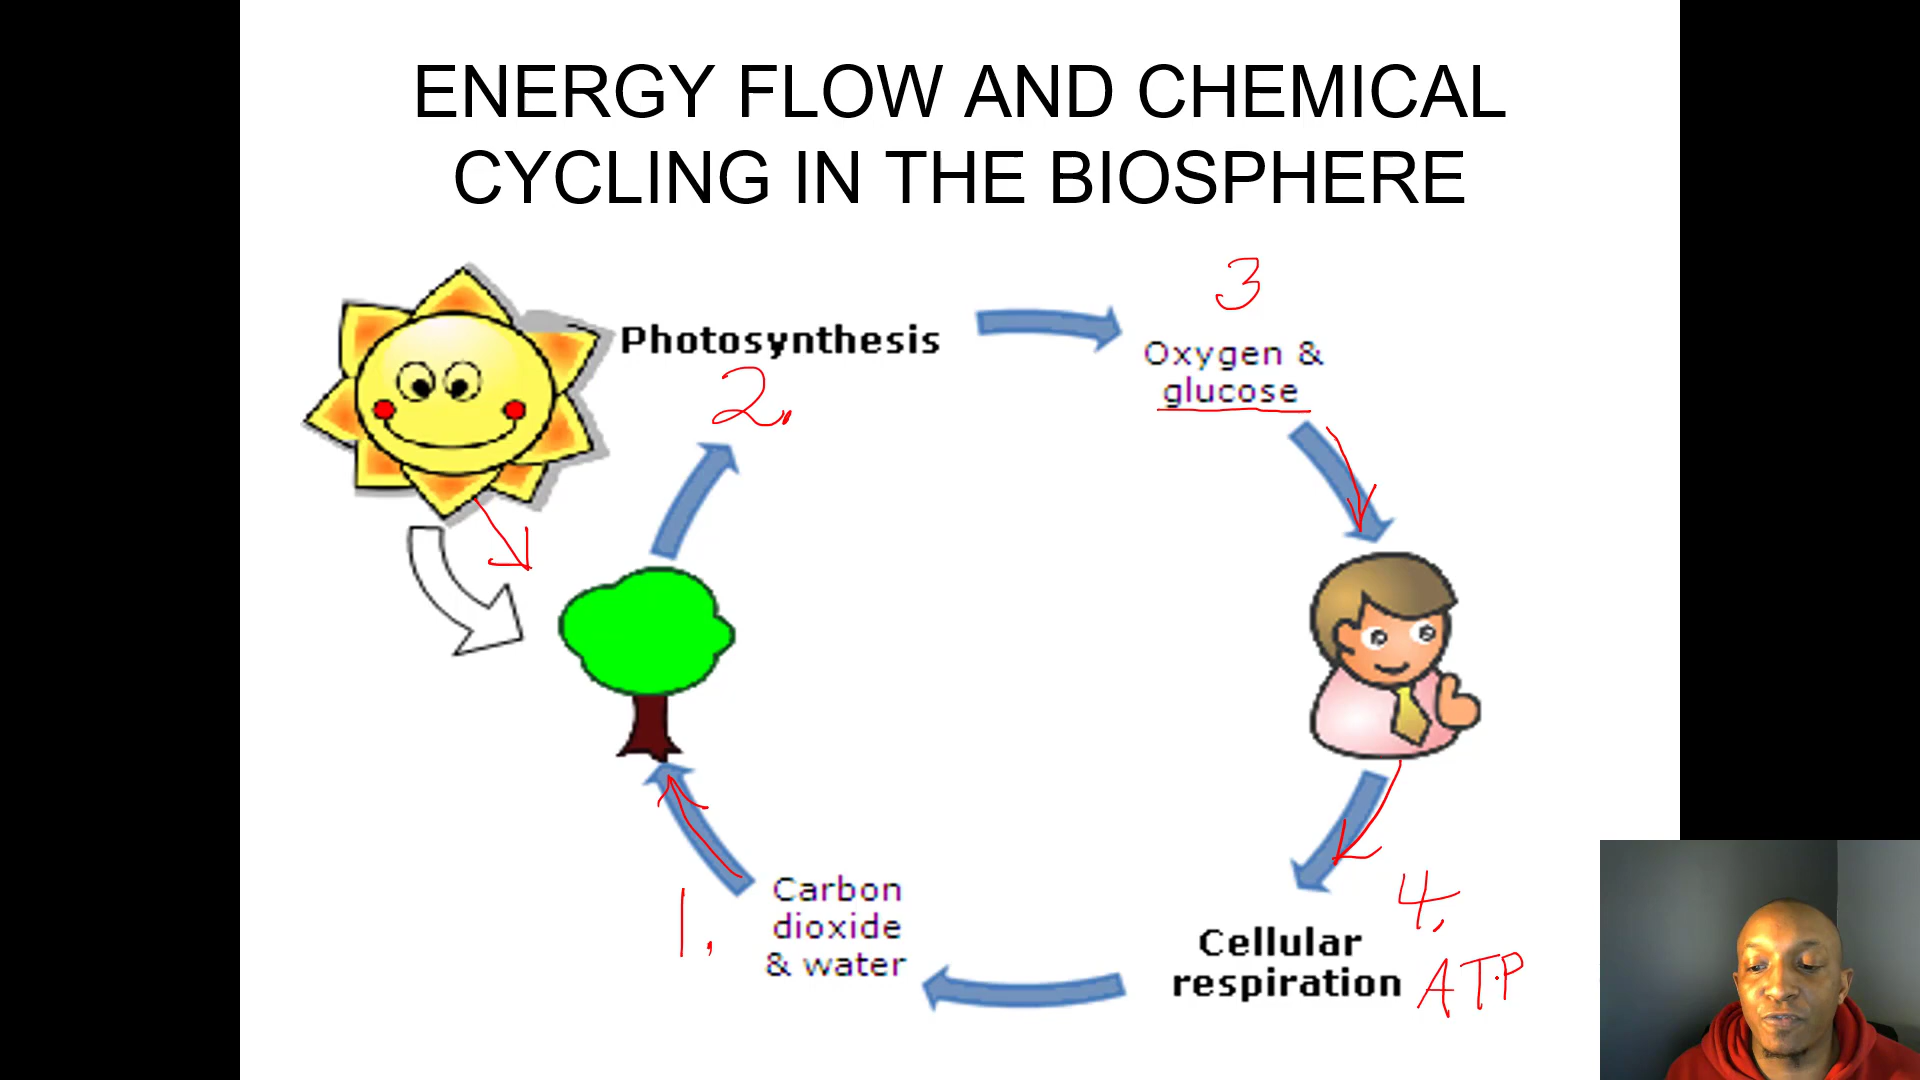 ENERGY FLOW AND CHEMICAL
CYCLING IN THE BIOSPHERE
3
Photosynthesis
Oxygen &
glucose
2.
Carbon
dioxide
& water
1.
4.
Cellular
respiration
ATP